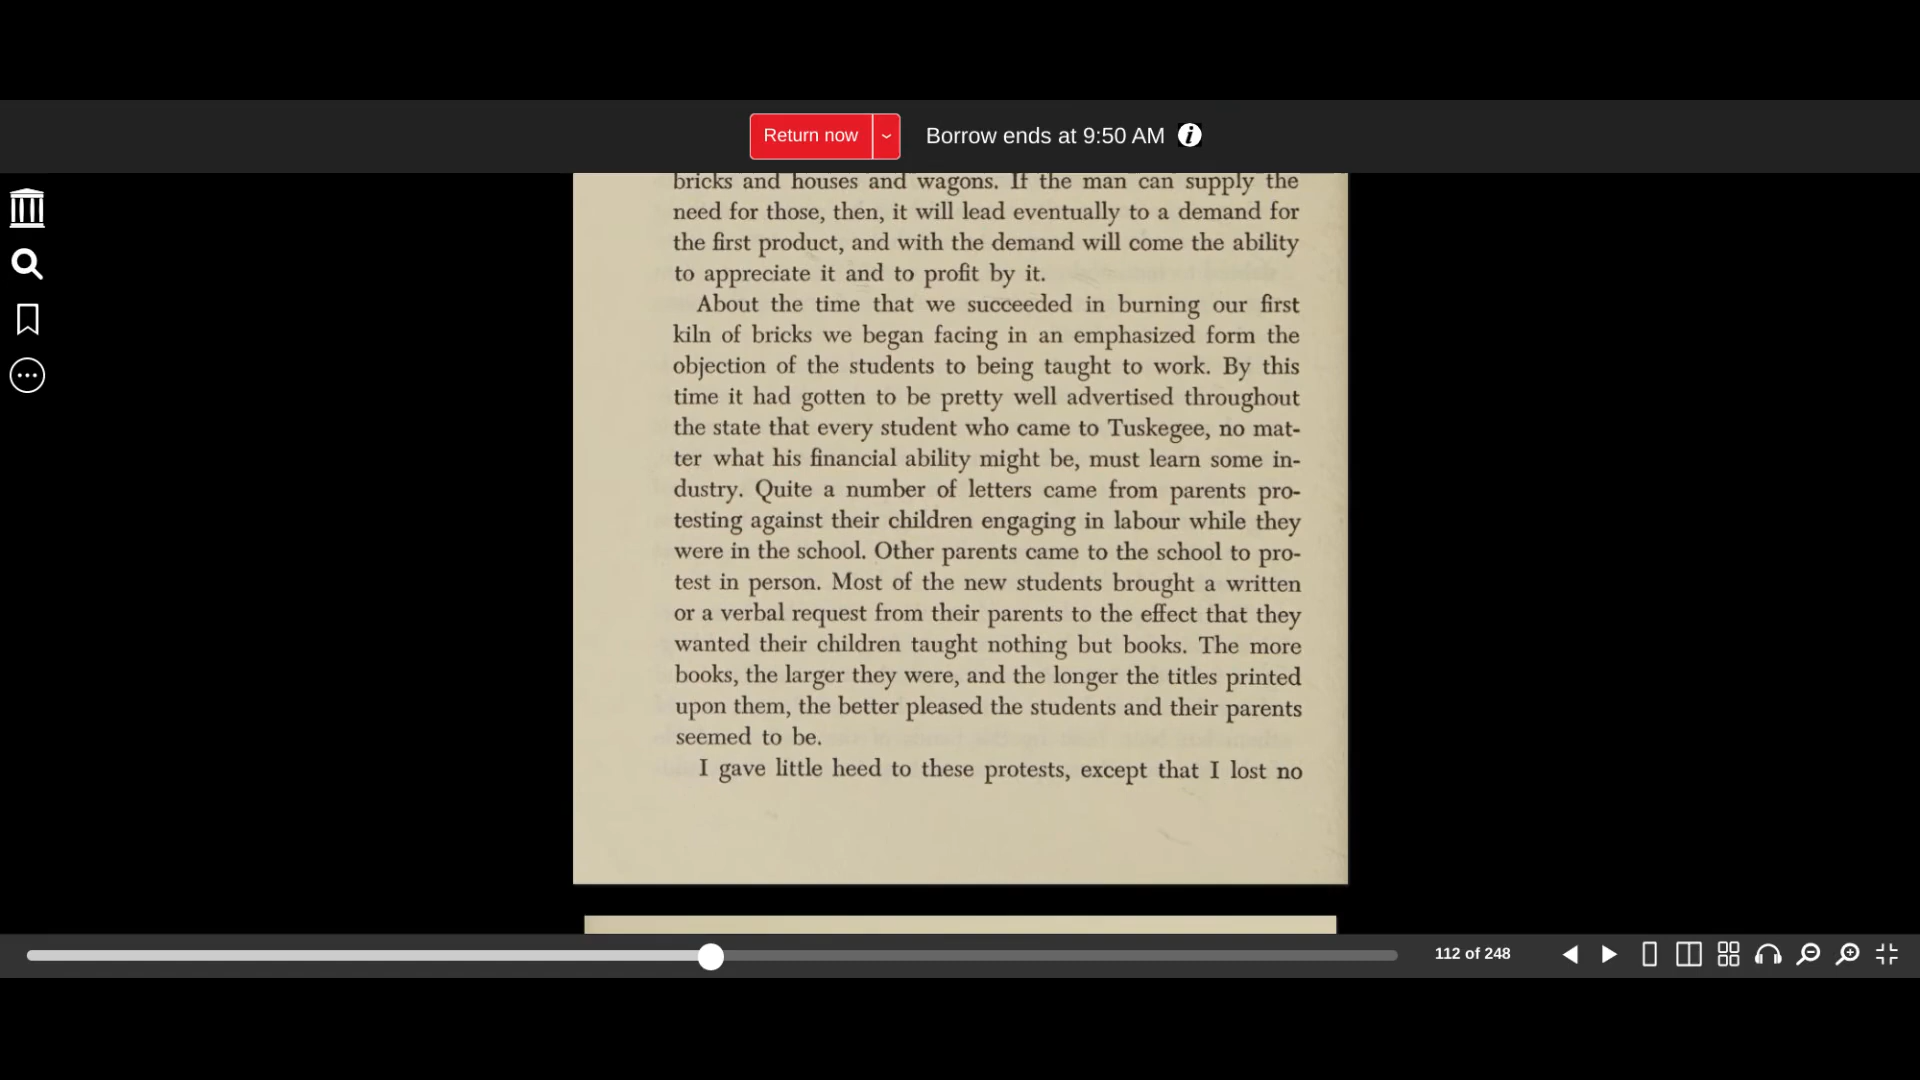 Return now
Borrow ends at 9:50 AM
bricks and houses and wagons. If the man can supply the
need for those, then, it will lead eventually to a demand for
the first product, and with the demand will come the ability
to appreciate it and to profit by it.
About the time that we succeeded in burning our first
kiln of bricks we began facing in an emphasized form the
objection of the students to being taught to work. By this
time it had gotten to be pretty well advertised throughout
the state that every student who came to Tuskegee, no mat-
ter what his financial ability might be, must learn some in-
dustry. Quite a number of letters came from parents pro-
testing against their children engaging in labour while they
were in the school. Other parents came to the school to pro-
test in person. Most of the new students brought a written
or a verbal request from their parents to the effect that they
wanted their children taught nothing but books. The more
books, the larger they were, and the longer the titles printed
upon them, the better pleased the students and their parents
seemed to be.
I gave little heed to these protests, except that I lost no
112 of 248